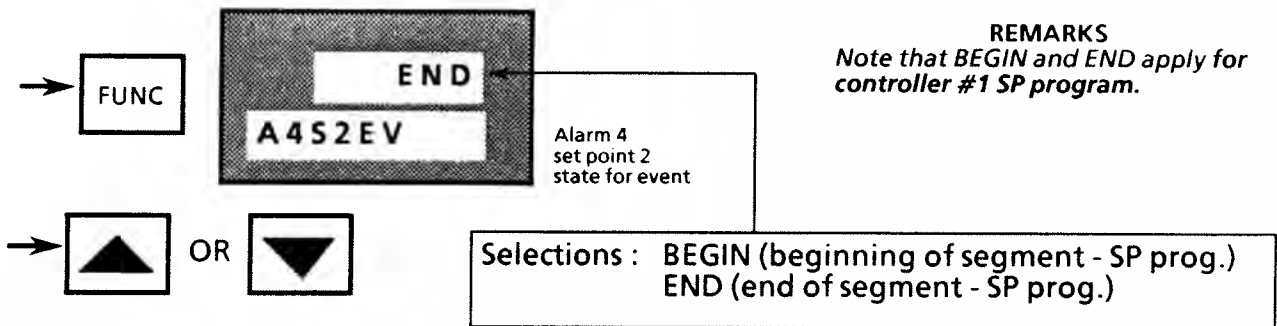 REMARKS
Note that BEGIN and END apply for
controller #1 SP program.
FUNC
END
A4S2EV
Alarm 4
set point 2
state for event
OR
Selections : BEGIN (beginning of segment - SP prog.)
END (end of segment - SP prog.)